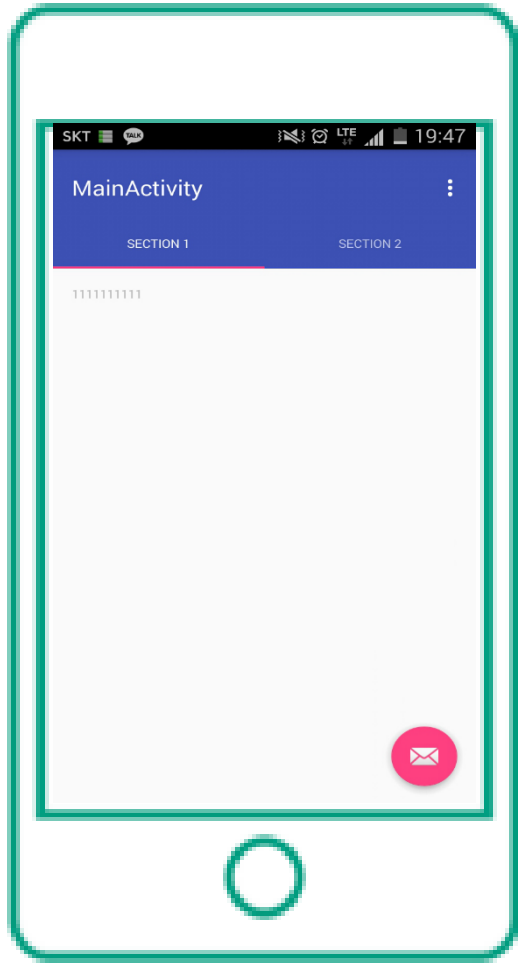 SKT TALK LTE 19:47
MainActivity
SECTION 1 SECTION 2
1111111111